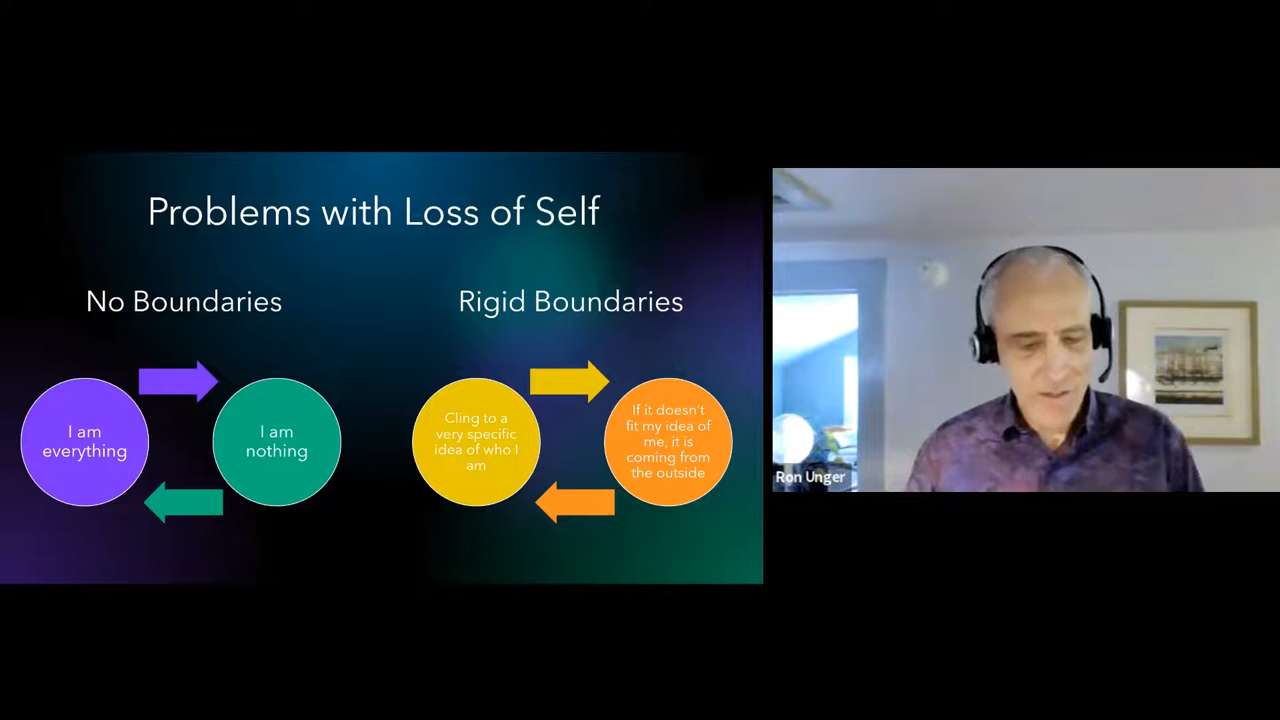 Problems with Loss of Self
No Boundaries
Rigid Boundaries
I am
everything
I am
nothing
Cling to a
very specific
idea of who I
am
If it doesn't
fit my idea of
me, it is
coming from
the outside
Ron Unger